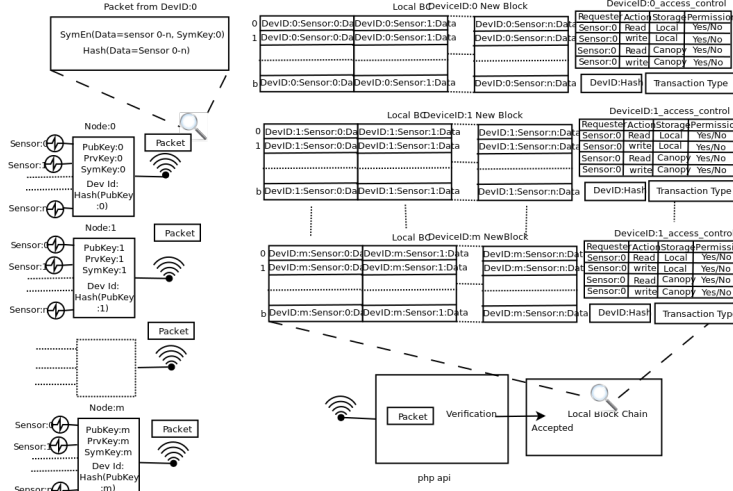 Packet from DevID:0
SymEn(Data=sensor 0-n, SymKey:0)
Hash(Data=Sensor 0-n)
Node:0
Packet
Sensor:0
Sensor:1
Sensor:n
PubKey:0
PrvKey:0
SymKey:0
Dev Id:
Hash(PubKey
:0)
Node:1
Packet
Sensor:0
Sensor:1
Sensor:n
PubKey:1
PrvKey:1
SymKey:1
Dev Id:
Hash(PubKey
:1)
Packet
Node:m
Packet
Sensor:0
Sensor:1
Sensor:n
PubKey:m
PrvKey:m
SymKey:m
Dev Id:
Hash(PubKey
:m)
Local BC DeviceID:0 New Block
0 DevID:0:Sensor:0:Da DevID:0:Sensor:1:Data DevID:0:Sensor:n:Data
1 DevID:0:Sensor:0:Da DevID:0:Sensor:1:Data DevID:0:Sensor:n:Data
b DevID:0:Sensor:0:Da DevID:0:Sensor:1:Data DevID:0:Sensor:n:Data
DeviceID:0_access_control
Requester Action Storage Permission
Sensor:0 Read Local Yes/No
Sensor:0 write Local Yes/No
Sensor:0 Read Canopy Yes/No
Sensor:0 write Canopy Yes/No
DevID:Hash Transaction Type
Local BC DeviceID:1 New Block
0 DevID:1:Sensor:0:Da DevID:1:Sensor:1:Data DevID:1:Sensor:n:Data
1 DevID:1:Sensor:0:Da DevID:1:Sensor:1:Data DevID:1:Sensor:n:Data
b DevID:1:Sensor:0:Da DevID:1:Sensor:1:Data DevID:1:Sensor:n:Data
DeviceID:1_access_control
Requester Action Storage Permissio
Sensor:0 Read Local Yes/No
Sensor:0 write Local Yes/No
Sensor:0 Read Canopy Yes/No
Sensor:0 write Canopy Yes/No
DevID:Hash Transaction Type
Local BC DeviceID:m NewBlock
0 DevID:m:Sensor:0:Da DevID:m:Sensor:1:Data DevID:m:Sensor:n:Dat
1 DevID:m:Sensor:0:Da DevID:m:Sensor:1:Data DevID:m:Sensor:n:Dat
b DevID:m:Sensor:0:Da DevID:m:Sensor:1:Data DevID:m:Sensor:n:Dat
DeviceID:1_access_contro
Requester Action Storage Permissi
Sensor:0 Read Local Yes/No
Sensor:0 write Local Yes/No
Sensor:0 Read Canopy Yes/No
Sensor:0 write Canopy Yes/No
DevID:Hash Transaction Type
Packet
Verification
Accepted
Local Block Chain
php api